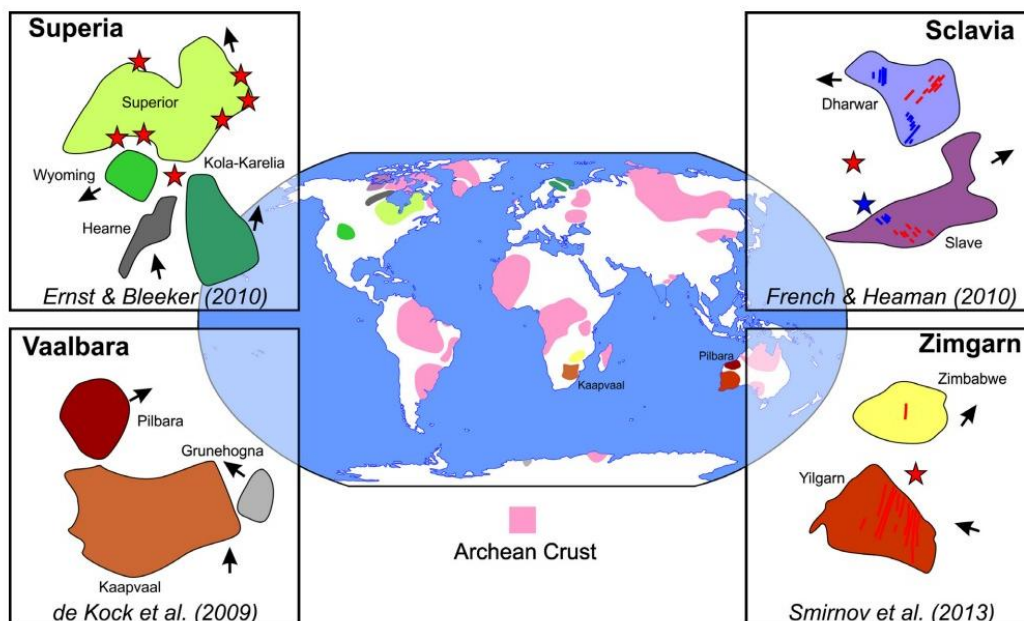 Superia
Superior
Wyoming
Kola-Karelia
Hearne
Ernst & Bleeker (2010)
Sclavia
Dharwar
Slave
French & Heaman (2010)
Vaalbara
Pilbara
Grunehogna
Kaapvaal
de Kock et al. (2009)
Pilbara
Kaapvaal
Archean Crust
Zimgarn
Zimbabwe
Yilgarn
Smirnov et al. (2013)